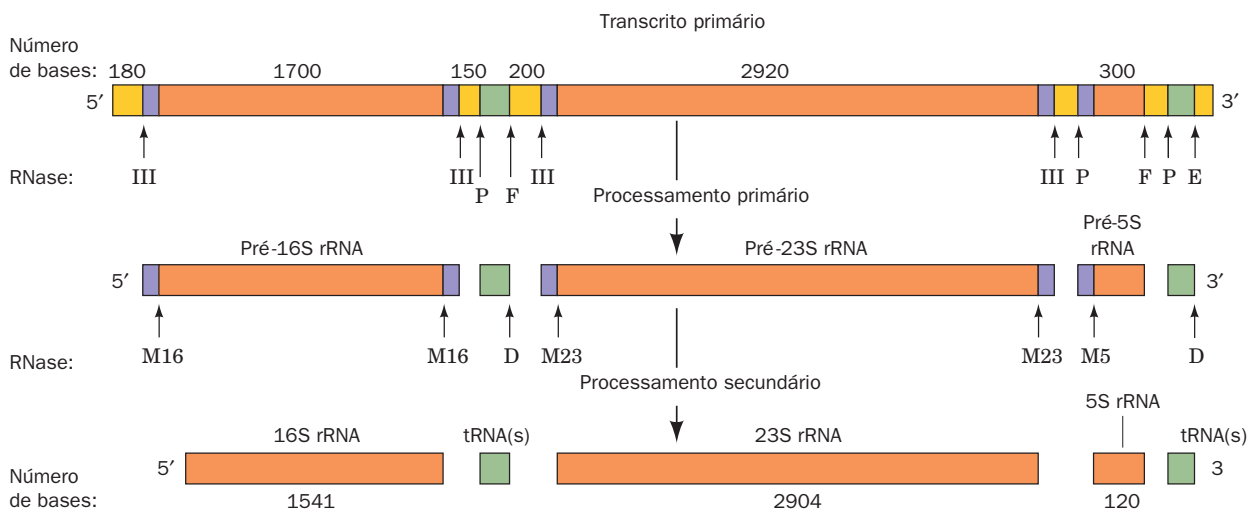 Transcrito primário
Número
de bases:
180 1700 150 200 2920 300
5′ 3′
RNase:
III III P F III III P F P E
Processamento primário
Pré-16S rRNA Pré-23S rRNA Pré-5S
rRNA
5′ 3′
RNase:
M16 M16 D M23 M23 M5 D
Processamento secundário
16S rRNA tRNA(s) 23S rRNA 5S rRNA tRNA(s)
5′ 3
Número
de bases:
1541 2904 120